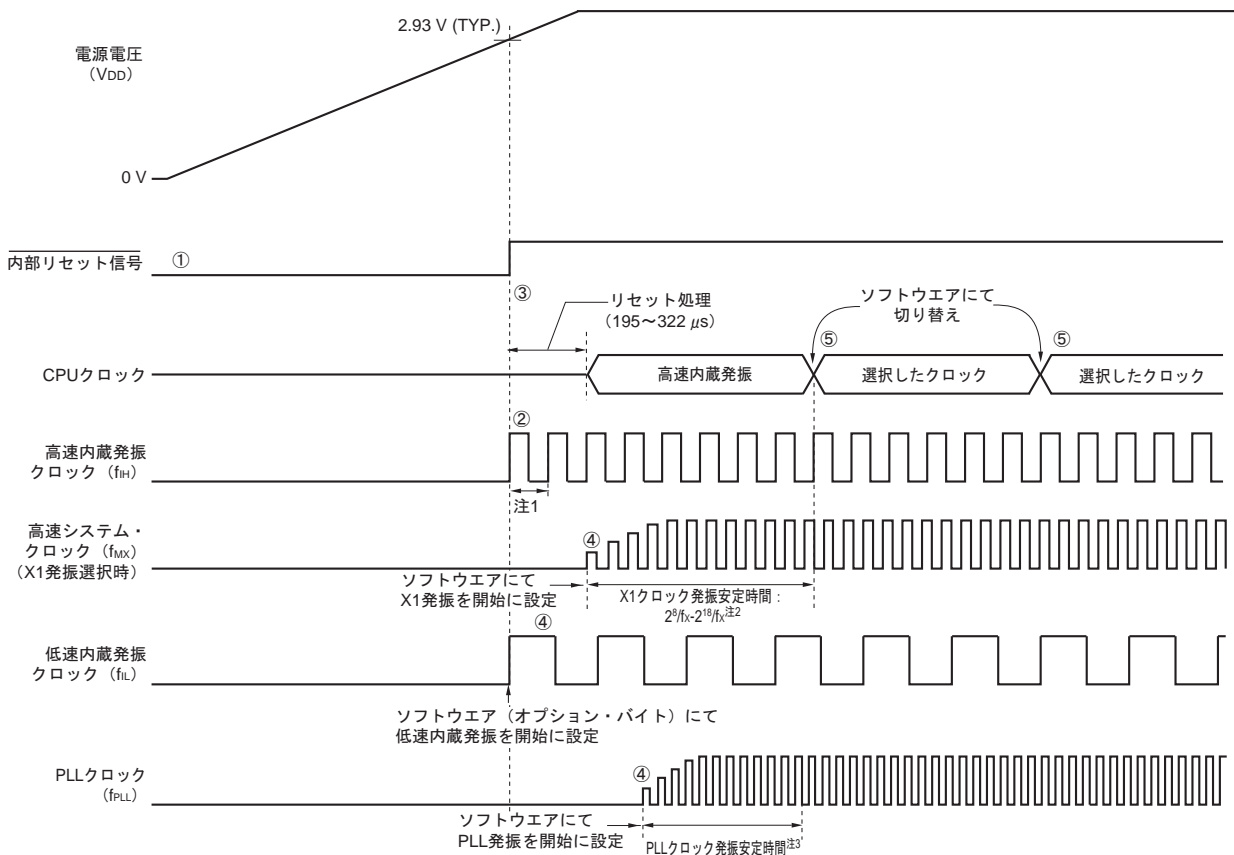 2.93 V (TYP.)
電源電圧
（VDD）
0 V
内部リセット信号
①
③
リセット処理
（195～322 μs）
ソフトウエアにて
切り替え
⑤
⑤
CPUクロック
高速内蔵発振
選択したクロック
選択したクロック
②
高速内蔵発振
クロック（fIH）
注1
高速システム・
クロック（fMX）
（X1発振選択時）
④
ソフトウエアにて
X1発振を開始に設定
X1クロック発振安定時間：
2⁸/fX-2¹⁸/fX注2
④
低速内蔵発振
クロック（fIL）
ソフトウエア（オプション・バイト）にて
低速内蔵発振を開始に設定
PLLクロック
（fPLL）
④
ソフトウエアにて
PLL発振を開始に設定
PLLクロック発振安定時間注3